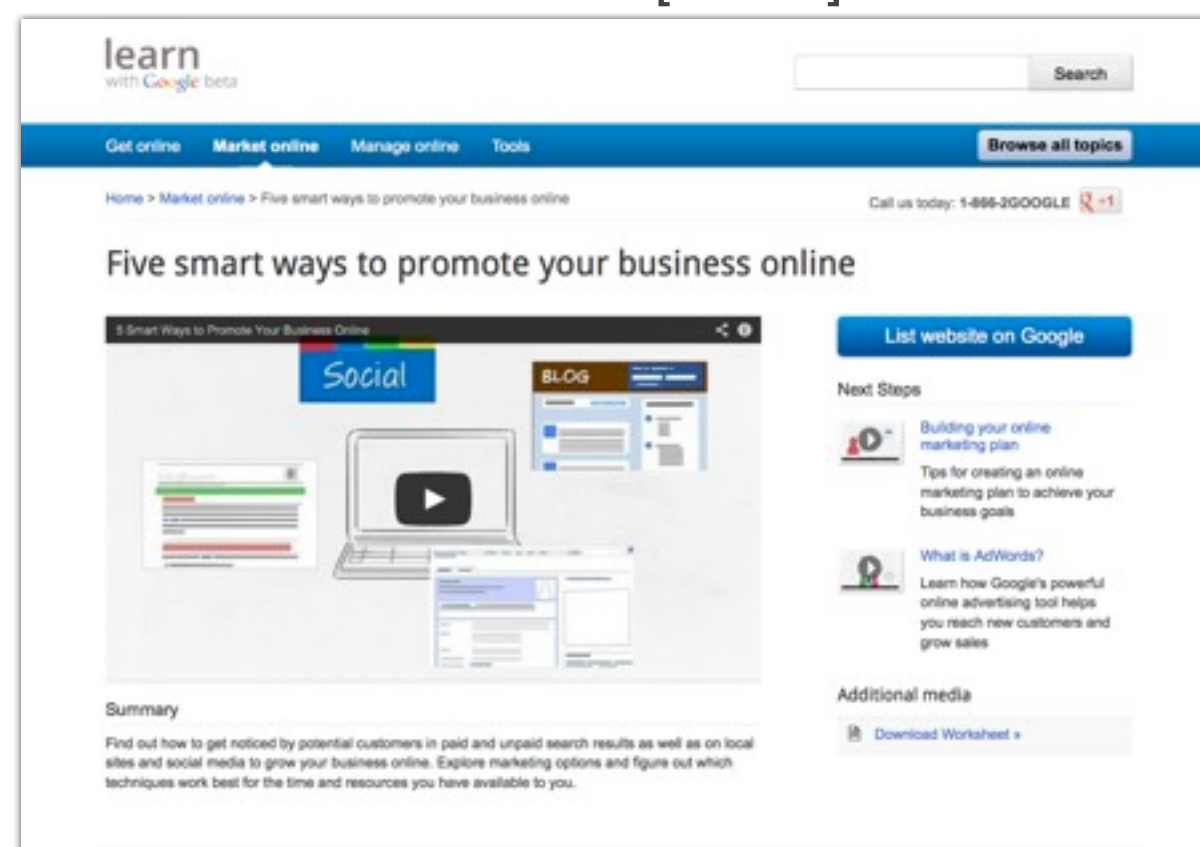 learn
with Google beta
Search
Get online Market online Manage online Tools Browse all topics
Home > Market online > Five smart ways to promote your business online
Call us today: 1-866-2GOOGLE +1
Five smart ways to promote your business online
5 Smart Ways to Promote Your Business Online
Social
BLOG
List website on Google
Next Steps
Building your online
marketing plan
Tips for creating an online
marketing plan to achieve your
business goals
What is AdWords?
Learn how Google's powerful
online advertising tool helps
you reach new customers and
grow sales
Additional media
Download Worksheet »
Summary
Find out how to get noticed by potential customers in paid and unpaid search results as well as on local
sites and social media to grow your business online. Explore marketing options and figure out which
techniques work best for the time and resources you have available to you.